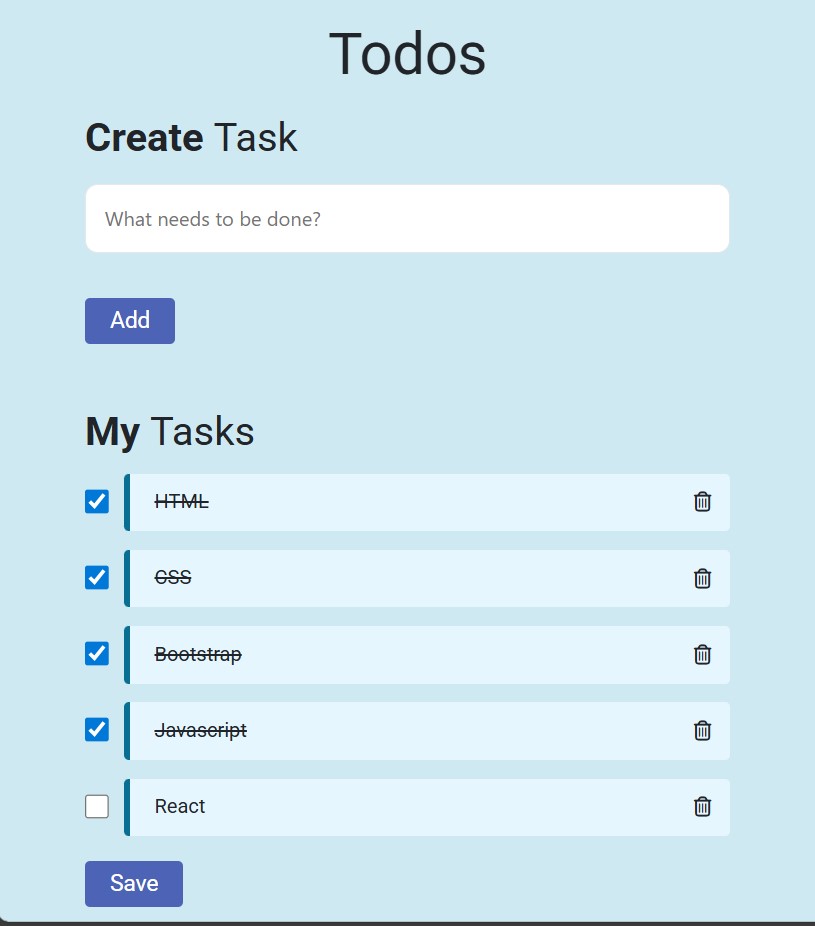 Todos
Create Task
What needs to be done?
Add
My Tasks
HTML
CSS
Bootstrap
Javascript
React
Save